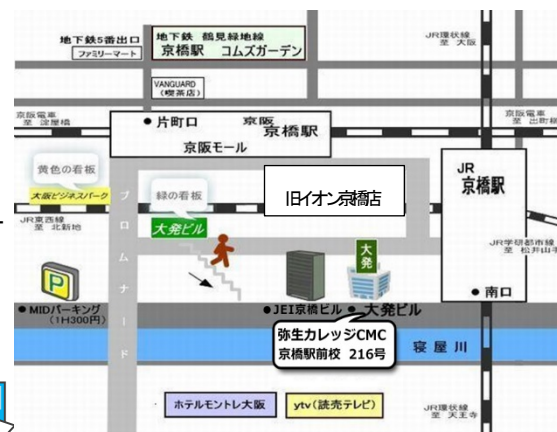 地下鉄5番出口
ファミリーマート
地下鉄 鶴見緑地線
京橋駅 コムズガーデン
JR環状線
至 大阪
VANGUARD
(喫茶店)
京阪電車
至 淀屋橋
片町口
京阪
京橋駅
京阪モール
京阪電車
黄色の看板
大阪ビジネスパーク
プロムナード
緑の看板
大発ビル
旧イオン京橋店
JR
京橋駅
JR東西線
至 北新地
JR学研都市線
大発
P
MIDパーキング
(1H300円)
JEI京橋ビル
大発ビル
南口
弥生カレッジCMC
京橋駅前校 216号
寝屋川
ホテルモントレ大阪
ytv(読売テレビ)
JR環状線
至 天王寺